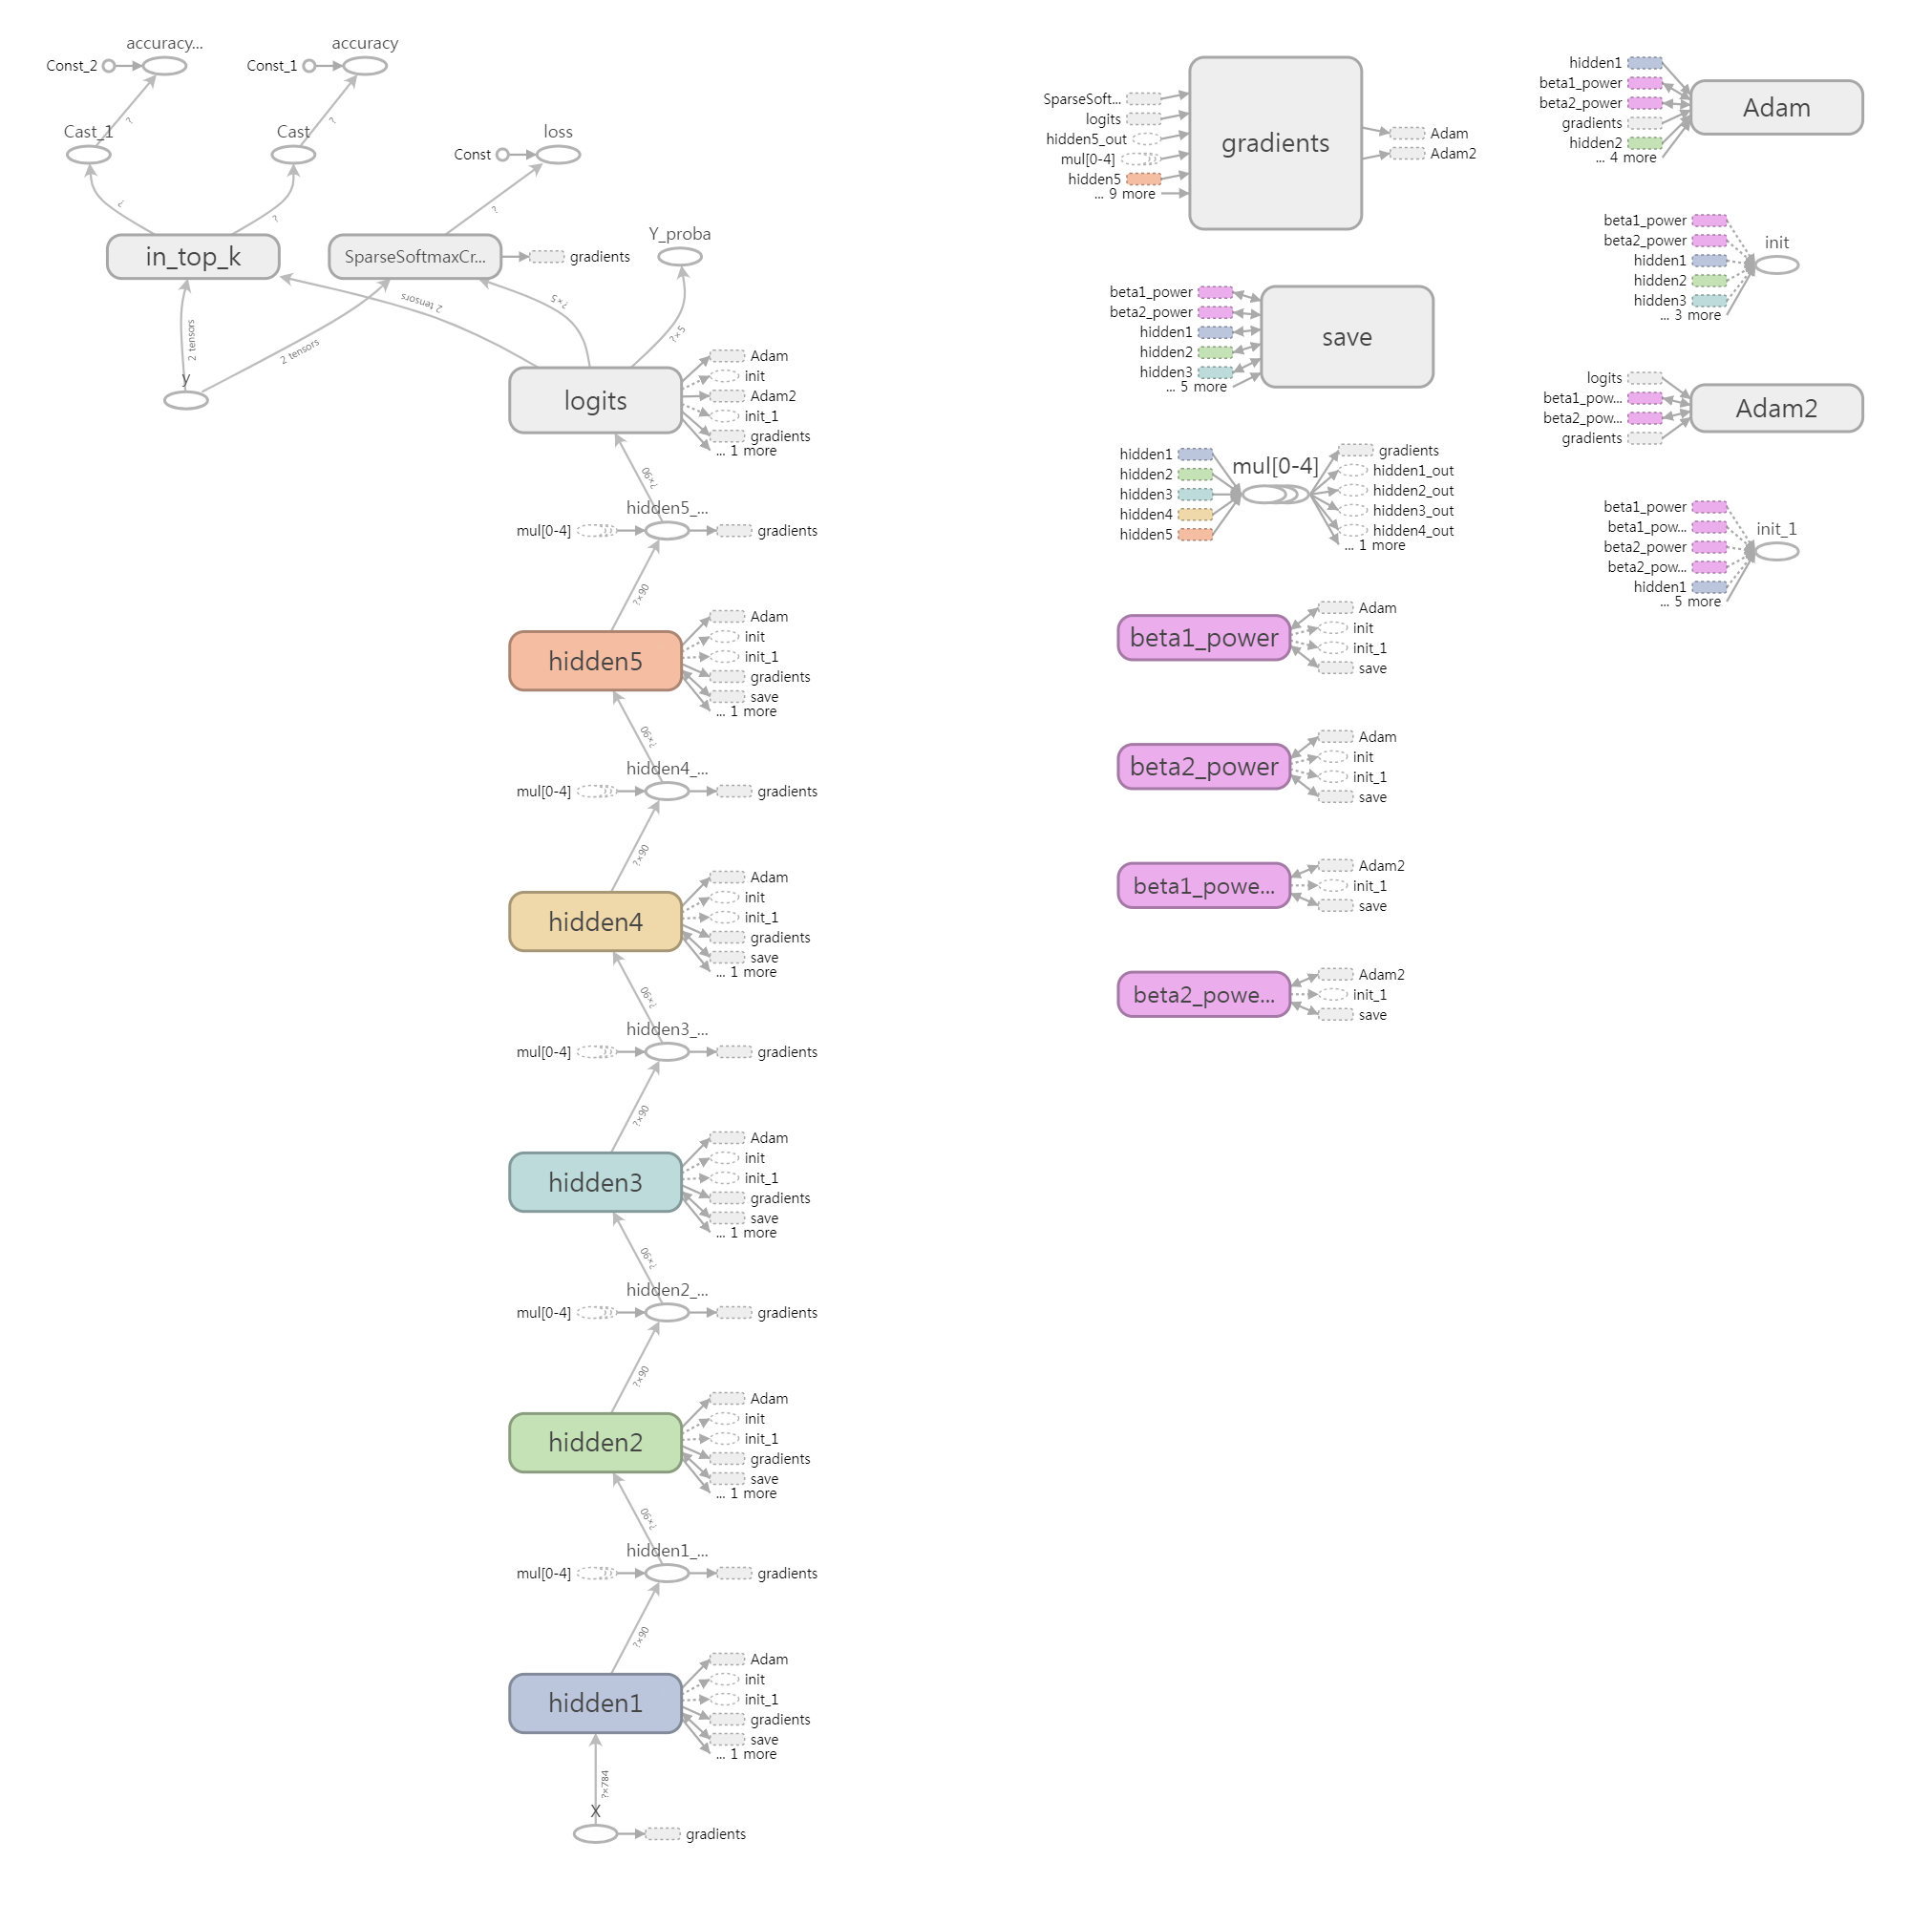 accuracy...
Const_2
accuracy
Const_1
Cast_1
?
Cast
?
loss
Const
?
?
?
in_top_k
SparseSoftmaxCr...
gradients
Y_proba
2 tensors
2 tensors
2 tensors
?×5
?×5
y
logits
Adam
init
Adam2
init_1
gradients
... 1 more
?×90
hidden5_...
mul[0-4]
gradients
?×90
hidden5
Adam
init
init_1
gradients
save
... 1 more
?×90
hidden4_...
mul[0-4]
gradients
?×90
hidden4
Adam
init
init_1
gradients
save
... 1 more
?×90
hidden3_...
mul[0-4]
gradients
?×90
hidden3
Adam
init
init_1
gradients
save
... 1 more
?×90
hidden2_...
mul[0-4]
gradients
?×90
hidden2
Adam
init
init_1
gradients
save
... 1 more
?×90
hidden1_...
mul[0-4]
gradients
?×90
hidden1
Adam
init
init_1
gradients
save
... 1 more
?×784
X
gradients
SparseSoft...
logits
hidden5_out
mul[0-4]
hidden5
... 9 more
gradients
Adam
Adam2
beta1_power
beta2_power
hidden1
hidden2
hidden3
... 5 more
save
hidden1
hidden2
hidden3
hidden4
hidden5
mul[0-4]
gradients
hidden1_out
hidden2_out
hidden3_out
hidden4_out
... 1 more
beta1_power
Adam
init
init_1
save
beta2_power
Adam
init
init_1
save
beta1_powe...
Adam2
init_1
save
beta2_powe...
Adam2
init_1
save
hidden1
beta1_power
beta2_power
gradients
hidden2
... 4 more
Adam
beta1_power
beta2_power
hidden1
hidden2
hidden3
... 3 more
init
logits
beta1_pow...
beta2_pow...
gradients
Adam2
beta1_power
beta1_pow...
beta2_power
beta2_pow...
hidden1
... 5 more
init_1